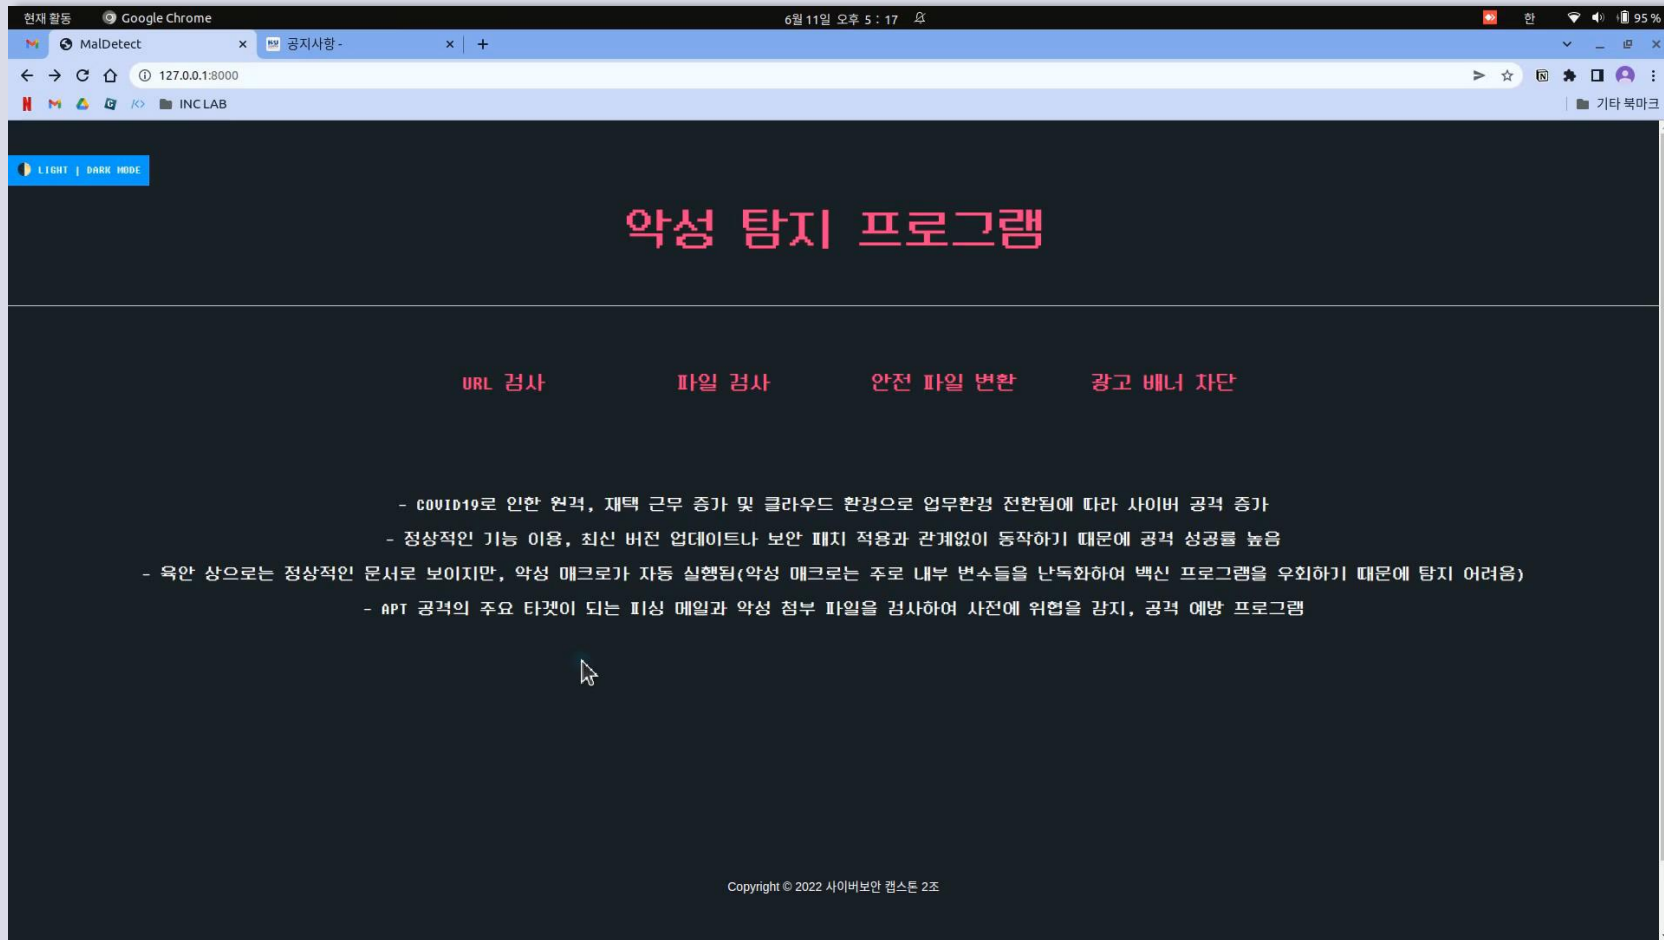 현재 활동 Google Chrome 6월 11일 오후 5 : 17 한 95 %
MalDetect 공지사항 -
127.0.0.1:8000
INC LAB 기타 북마크
LIGHT | DARK MODE
악성 탐지 프로그램
URL 검사 파일 검사 안전 파일 변환 광고 배너 차단
- COVID19로 인한 원격, 재택 근무 증가 및 클라우드 환경으로 업무환경 전환됨에 따라 사이버 공격 증가
- 정상적인 기능 이용, 최신 버전 업데이트나 보안 패치 적용과 관계없이 동작하기 때문에 공격 성공률 높음
- 육안 상으로는 정상적인 문서로 보이지만, 악성 매크로가 자동 실행됨(악성 매크로는 주로 내부 변수들을 난독화하여 백신 프로그램을 우회하기 때문에 탐지 어려움)
- APT 공격의 주요 타겟이 되는 피싱 메일과 악성 첨부 파일을 검사하여 사전에 위협을 감지, 공격 예방 프로그램
Copyright © 2022 사이버보안 캡스톤 2조